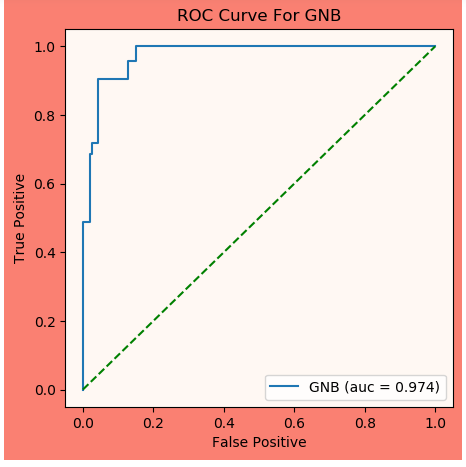 ROC Curve For GNB
1.0
0.8
0.6
0.4
0.2
0.0
True Positive
GNB (auc = 0.974)
0.0 0.2 0.4 0.6 0.8 1.0
False Positive